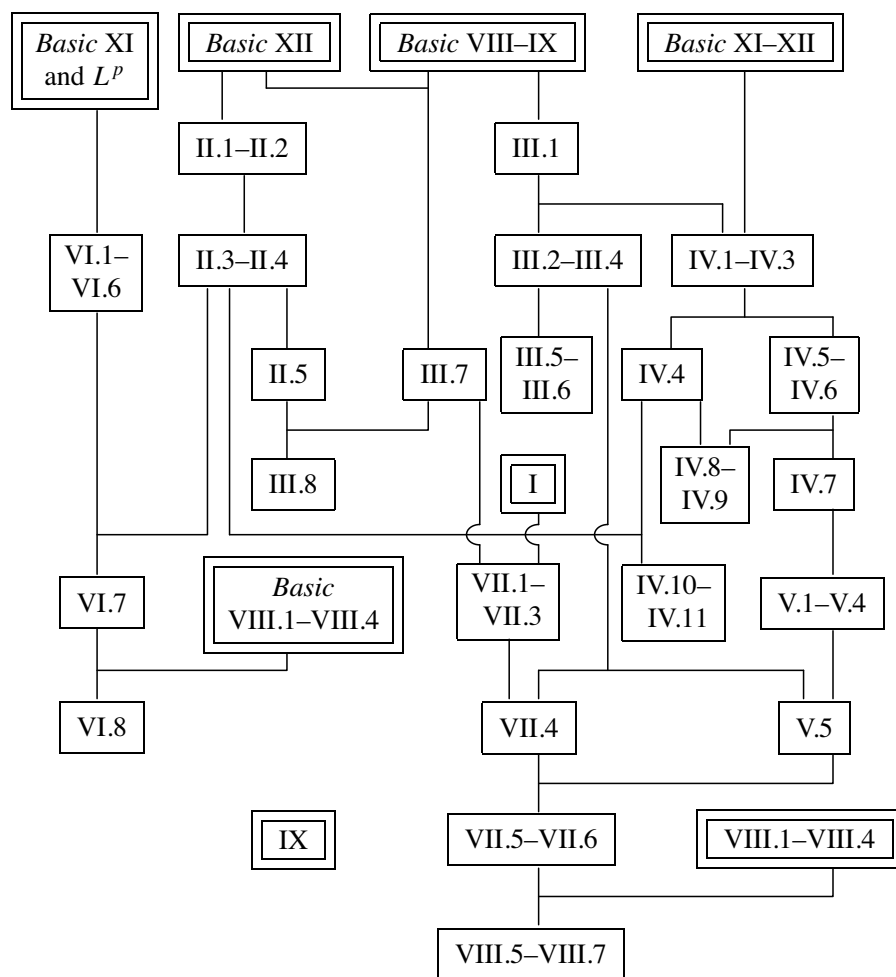 Basic XI
and L^p
Basic XII
Basic VIII–IX
Basic XI–XII
II.1–II.2
III.1
VI.1–
VI.6
II.3–II.4
III.2–III.4
IV.1–IV.3
II.5
III.7
III.5–
III.6
IV.4
IV.5–
IV.6
III.8
I
IV.8–
IV.9
IV.7
VI.7
Basic
VIII.1–VIII.4
VII.1–
VII.3
IV.10–
IV.11
V.1–V.4
VI.8
VII.4
V.5
IX
VII.5–VII.6
VIII.1–VIII.4
VIII.5–VIII.7